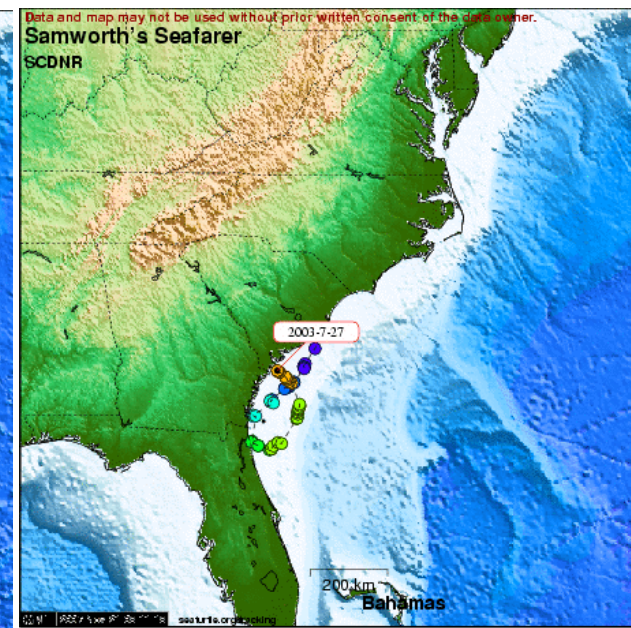 Data and map may not be used without prior written consent of the data owner.
Samworth's Seafarer
SCDNR
2003-7-27
200 km
Bahamas
seaturtle.org/tracking